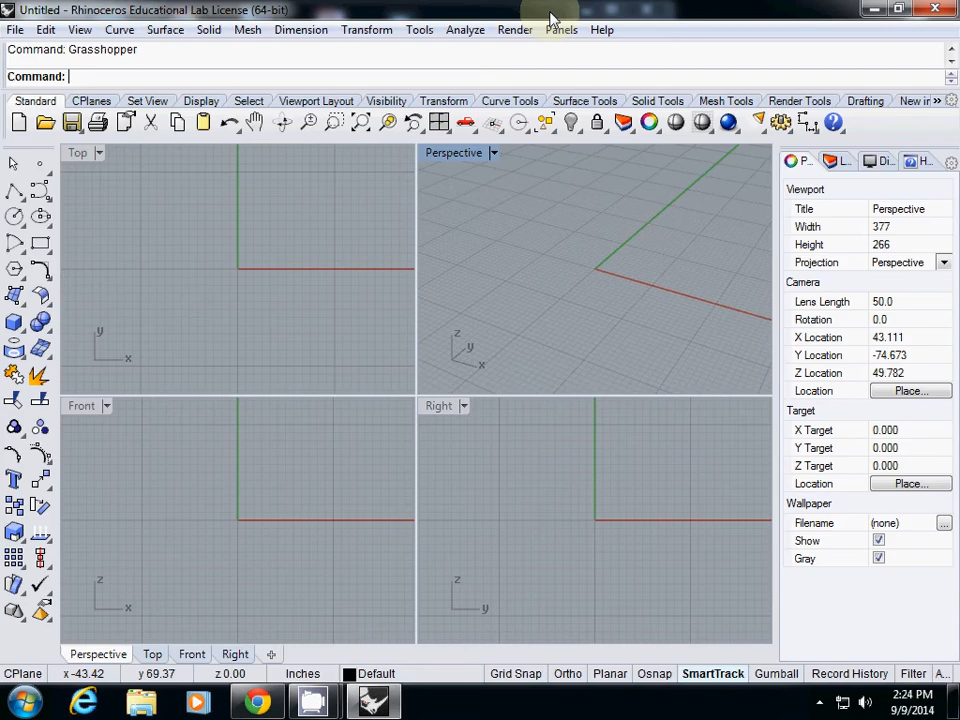 Untitled - Rhinoceros Educational Lab License (64-bit)
File Edit View Curve Surface Solid Mesh Dimension Transform Tools Analyze Render Panels Help
Command: Grasshopper
Command:
Standard CPlanes Set View Display Select Viewport Layout Visibility Transform Curve Tools Surface Tools Solid Tools Mesh Tools Render Tools Drafting New in »
Top
Perspective
P... L... Di... H...
Viewport
Title Perspective
Width 377
Height 266
Projection Perspective
Camera
Lens Length 50.0
Rotation 0.0
X Location 43.111
Y Location -74.673
Z Location 49.782
Location Place...
Target
X Target 0.000
Y Target 0.000
Z Target 0.000
Location Place...
Wallpaper
Filename (none) ...
Show
Gray
y
x
z
y
x
Front
Right
z
x
z
y
Perspective Top Front Right
CPlane x -43.42 y 69.37 z 0.00 Inches Default Grid Snap Ortho Planar Osnap SmartTrack Gumball Record History Filter A...
2:24 PM
9/9/2014